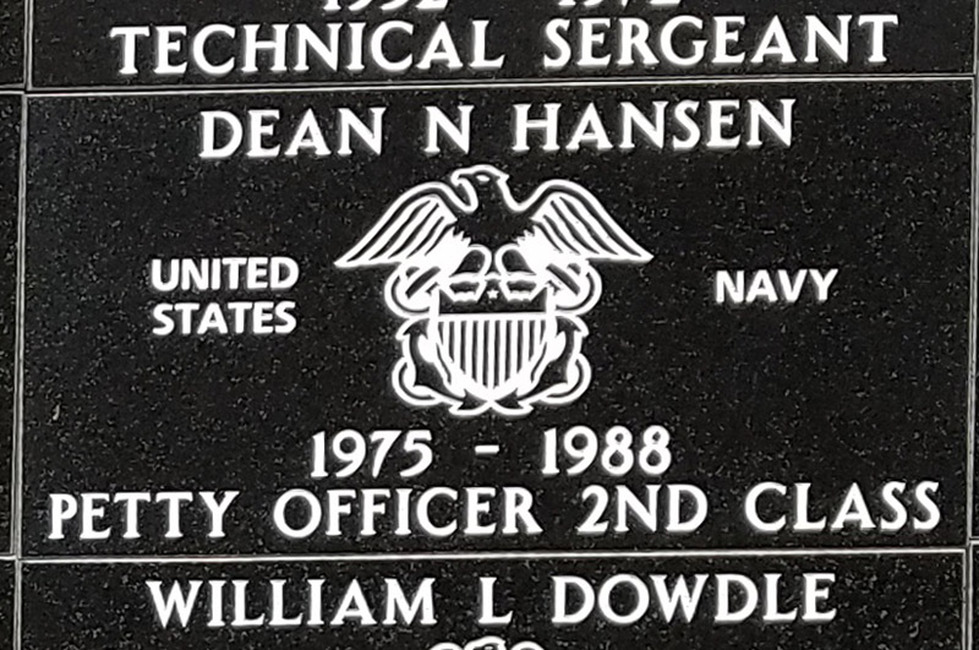 TECHNICAL SERGEANT
DEAN N HANSEN
UNITED
STATES
NAVY
1975 - 1988
PETTY OFFICER 2ND CLASS
WILLIAM L DOWDLE